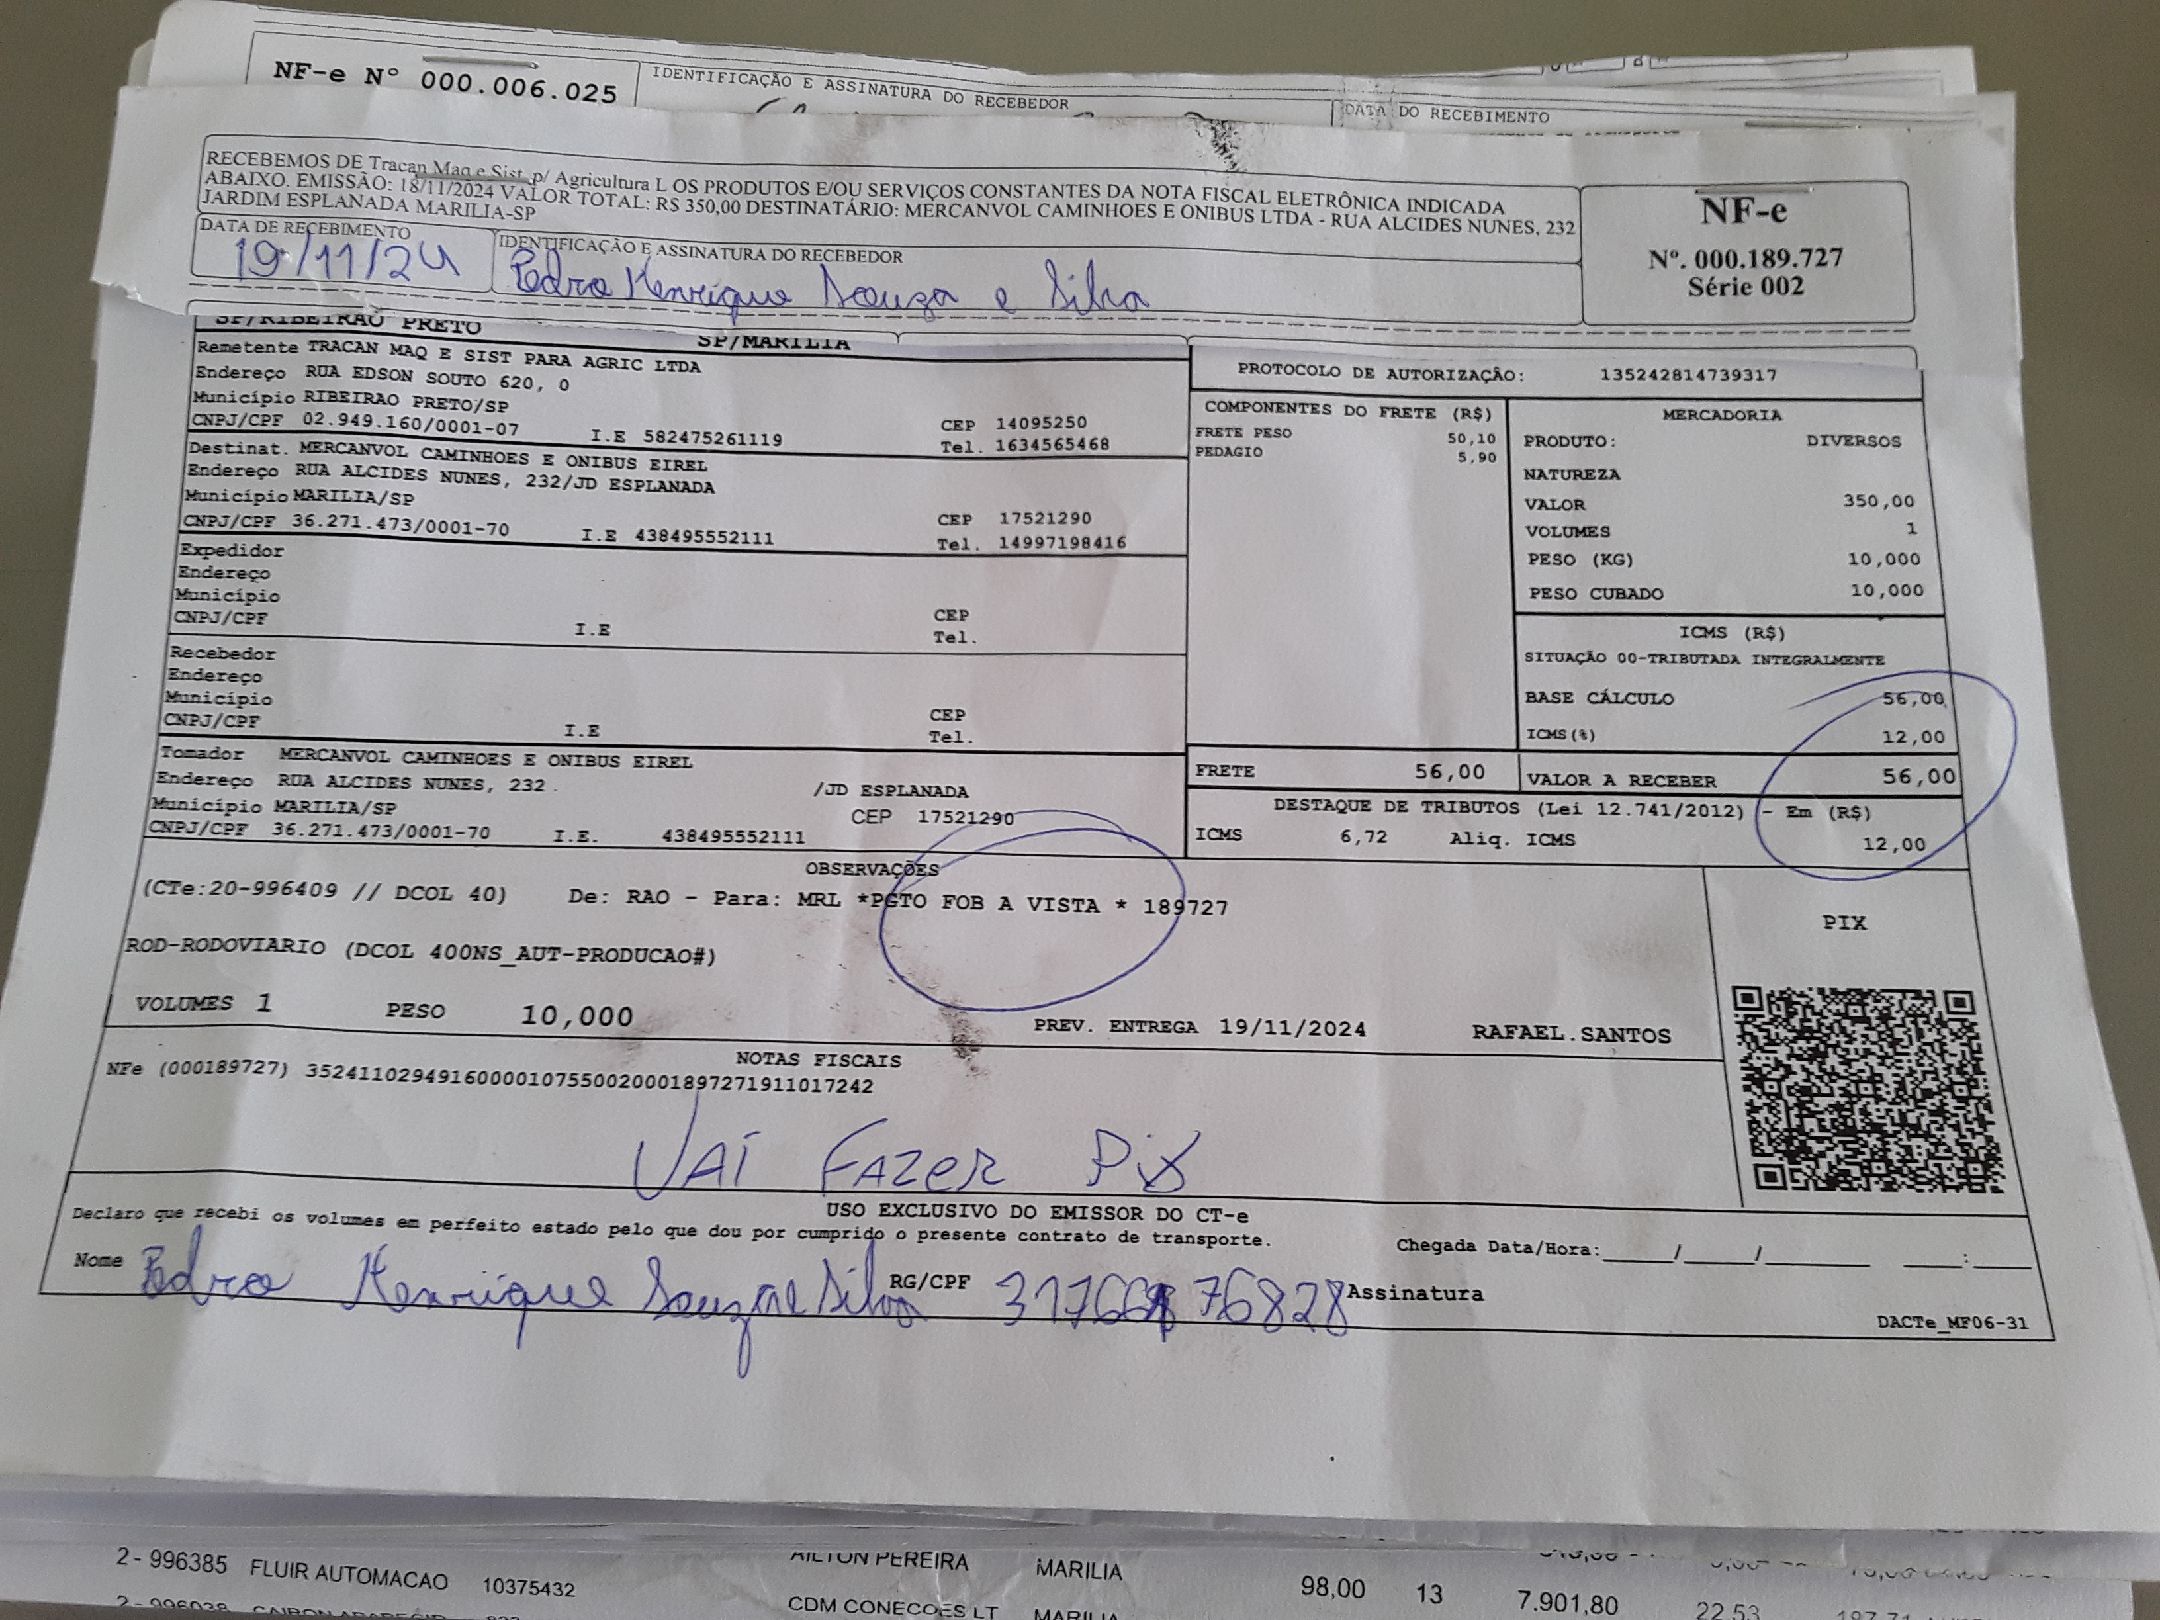 NF-e Nº 000.006.025
IDENTIFICAÇÃO E ASSINATURA DO RECEBEDOR
DATA DO RECEBIMENTO
RECEBEMOS DE Tracan Maq e Sist. p/ Agricultura L OS PRODUTOS E/OU SERVIÇOS CONSTANTES DA NOTA FISCAL ELETRÔNICA INDICADA
ABAIXO. EMISSÃO: 18/11/2024 VALOR TOTAL: R$ 350,00 DESTINATÁRIO: MERCANVOL CAMINHOES E ONIBUS LTDA - RUA ALCIDES NUNES, 232
JARDIM ESPLANADA MARILIA-SP
NF-e
Nº. 000.189.727
Série 002
DATA DE RECEBIMENTO
19/11/24
IDENTIFICAÇÃO E ASSINATURA DO RECEBEDOR
Pedro Henrique Souza e Silva
SP/RIBEIRAO PRETO SP/MARILIA
Remetente TRACAN MAQ E SIST PARA AGRIC LTDA
Endereço RUA EDSON SOUTO 620, 0
Município RIBEIRAO PRETO/SP CEP 14095250
CNPJ/CPF 02.949.160/0001-07 I.E 582475261119 Tel. 1634565468
Destinat. MERCANVOL CAMINHOES E ONIBUS EIREL
Endereço RUA ALCIDES NUNES, 232/JD ESPLANADA
Município MARILIA/SP CEP 17521290
CNPJ/CPF 36.271.473/0001-70 I.E 438495552111 Tel. 14997198416
Expedidor
Endereço
Município CEP
CNPJ/CPF I.E Tel.
Recebedor
Endereço
Município CEP
CNPJ/CPF I.E Tel.
Tomador MERCANVOL CAMINHOES E ONIBUS EIREL
Endereço RUA ALCIDES NUNES, 232 . /JD ESPLANADA
Município MARILIA/SP CEP 17521290
CNPJ/CPF 36.271.473/0001-70 I.E. 438495552111
PROTOCOLO DE AUTORIZAÇÃO: 135242814739317
COMPONENTES DO FRETE (R$)
FRETE PESO 50,10
PEDAGIO 5,90
MERCADORIA
PRODUTO: DIVERSOS
NATUREZA
VALOR 350,00
VOLUMES 1
PESO (KG) 10,000
PESO CUBADO 10,000
ICMS (R$)
SITUAÇÃO 00-TRIBUTADA INTEGRALMENTE
BASE CÁLCULO 56,00
ICMS(%) 12,00
FRETE 56,00 VALOR A RECEBER 56,00
DESTAQUE DE TRIBUTOS (Lei 12.741/2012) - Em (R$)
ICMS 6,72 Aliq. ICMS 12,00
OBSERVAÇÕES
(CTe:20-996409 // DCOL 40) De: RAO - Para: MRL *PGTO FOB A VISTA * 189727
ROD-RODOVIARIO (DCOL 400NS_AUT-PRODUCAO#)
VOLUMES 1 PESO 10,000 PREV. ENTREGA 19/11/2024 RAFAEL.SANTOS
PIX
NOTAS FISCAIS
NFe (000189727) 35241102949160000107550020001897271911017242
VAI FAZER PIX
USO EXCLUSIVO DO EMISSOR DO CT-e
Declaro que recebi os volumes em perfeito estado pelo que dou por cumprido o presente contrato de transporte.
Chegada Data/Hora:_____/_____/_______ ____:____
Nome Pedro Henrique Souza e Silva RG/CPF Assinatura
DACTe_MF06-31
AILTON PEREIRA
2-996385 FLUIR AUTOMACAO 10375432 MARILIA 98,00 13 7.901,80 22,53
CDM CONECOES LT MARILIA